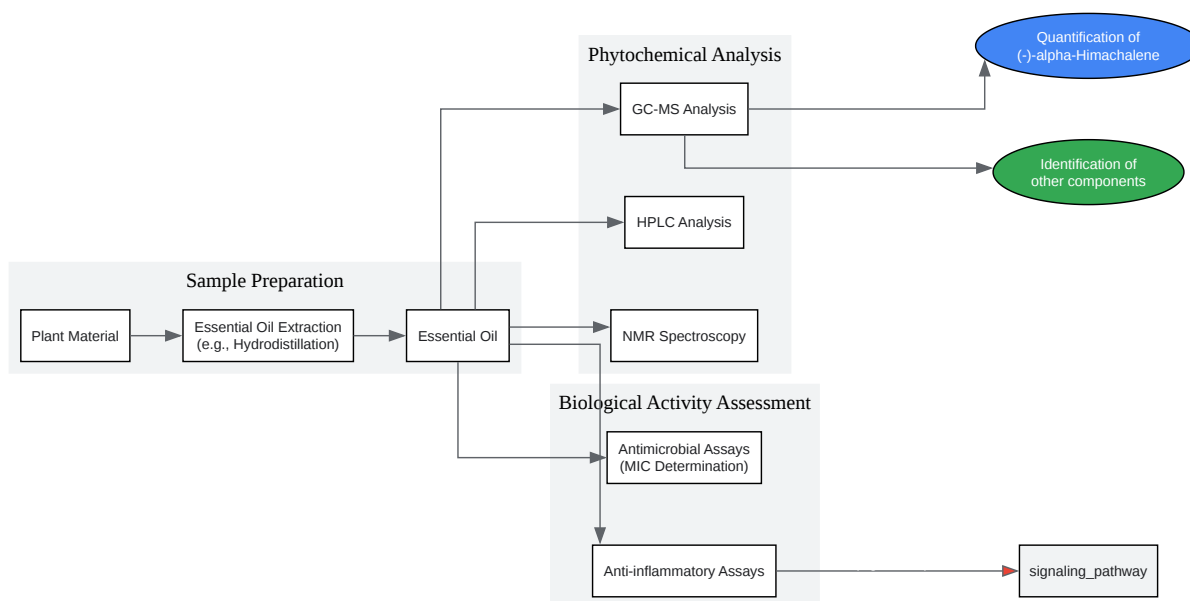 Quantification of
(-)-alpha-Himachalene
Phytochemical Analysis
GC-MS Analysis
Identification of
other components
HPLC Analysis
Sample Preparation
Plant Material
Essential Oil Extraction
(e.g., Hydrodistillation)
Essential Oil
NMR Spectroscopy
Biological Activity Assessment
Antimicrobial Assays
(MIC Determination)
Anti-inflammatory Assays
signaling_pathway